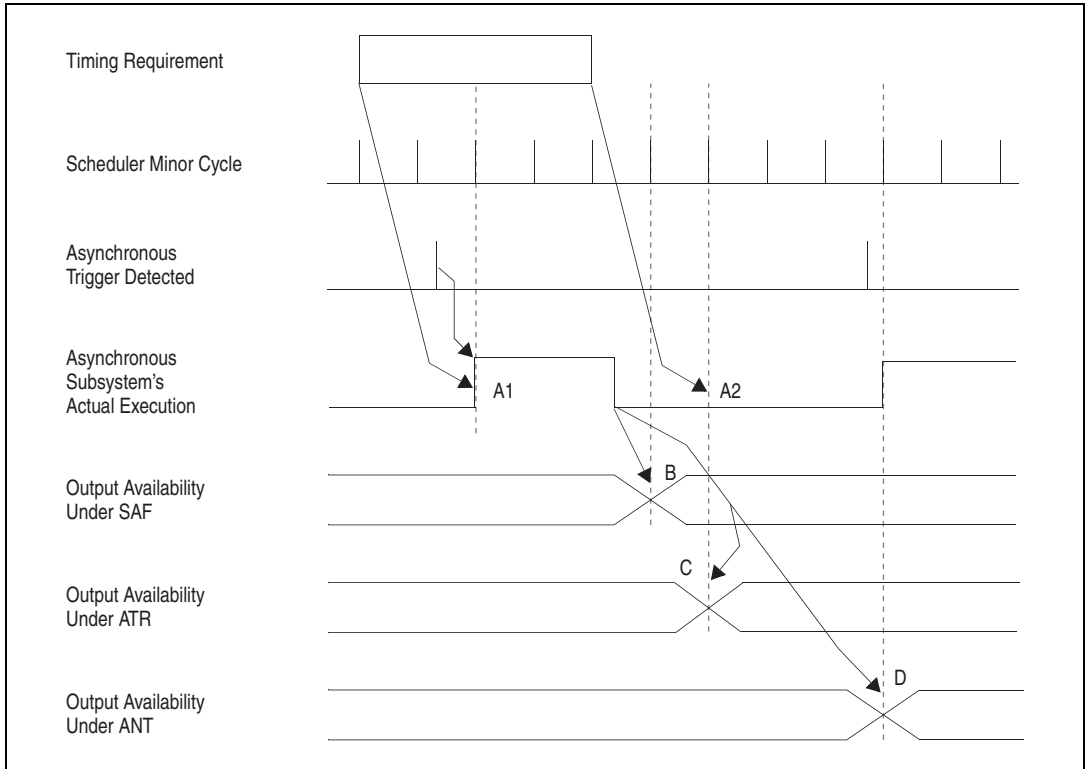 Timing Requirement
Scheduler Minor Cycle
Asynchronous
Trigger Detected
Asynchronous
Subsystem's
Actual Execution
A1
A2
Output Availability
Under SAF
B
Output Availability
Under ATR
C
Output Availability
Under ANT
D